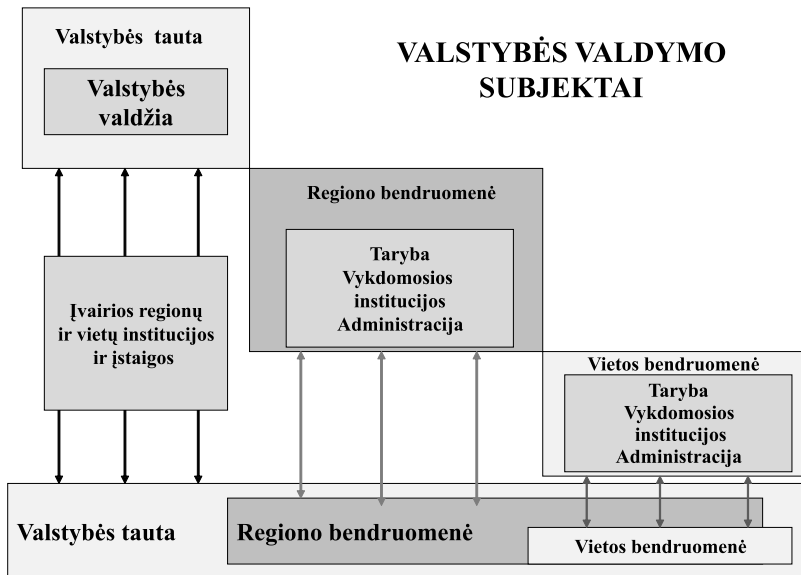 Valstybės tauta
Valstybės
valdžia
VALSTYBĖS VALDYMO
SUBJEKTAI
Regiono bendruomenė
Taryba
Vykdomosios
institucijos
Administracija
Įvairios regionų
ir vietų institucijos
ir įstaigos
Vietos bendruomenė
Taryba
Vykdomosios
institucijos
Administracija
Valstybės tauta
Regiono bendruomenė
Vietos bendruomenė